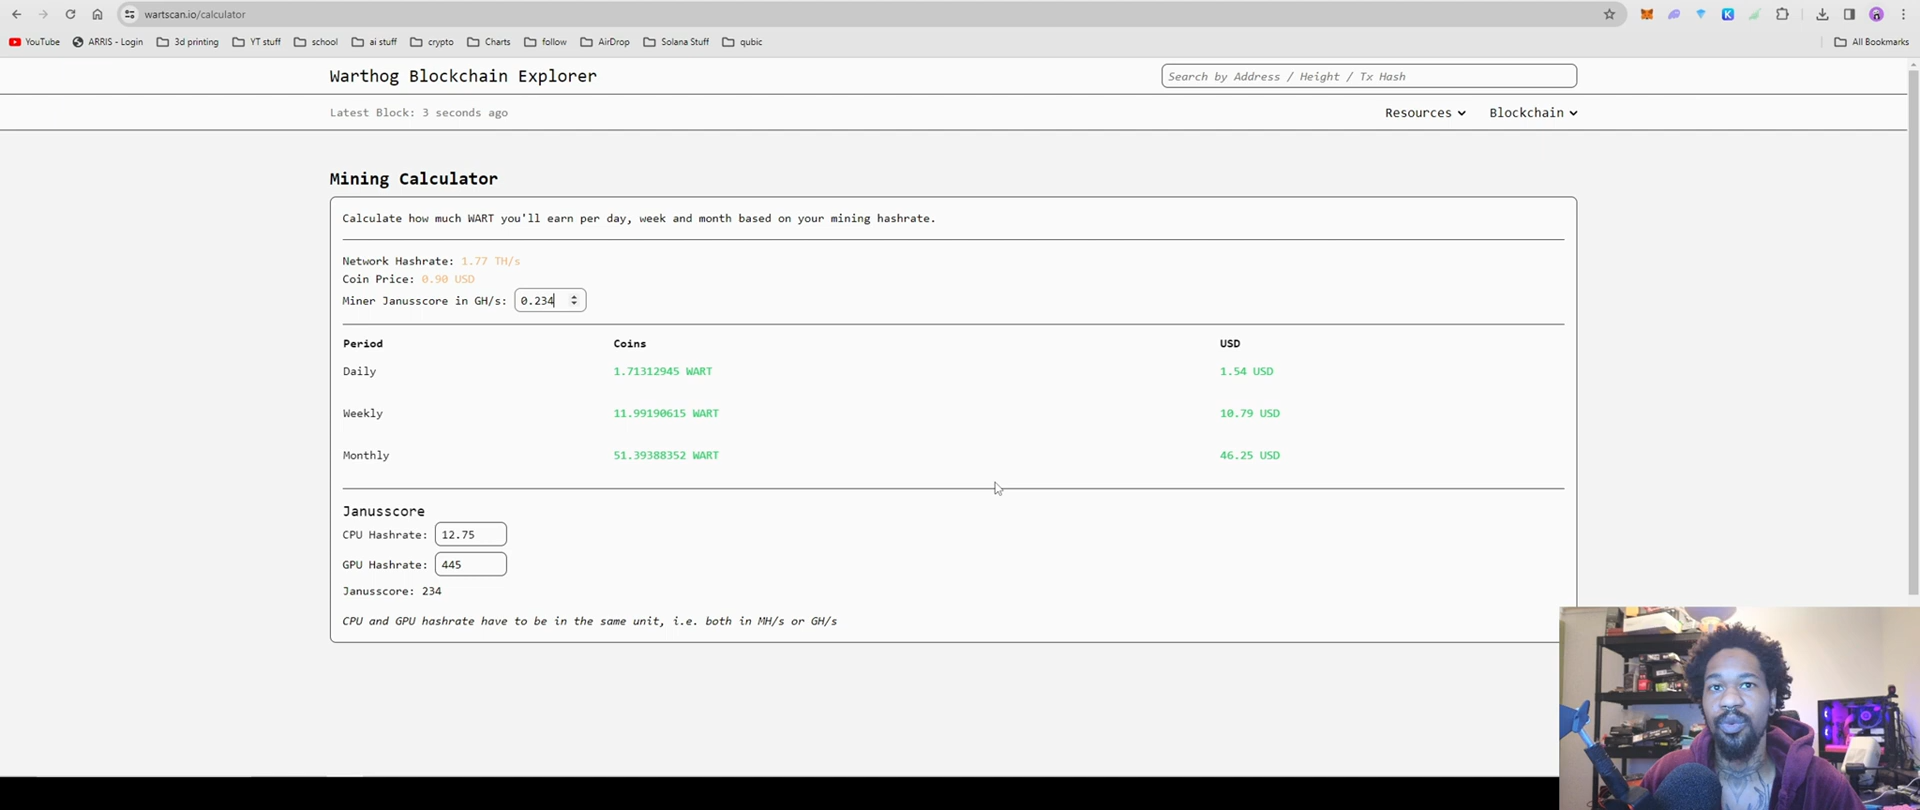 wartscan.io/calculator
YouTube ARRIS - Login 3d printing YT stuff school ai stuff crypto Charts follow AirDrop Solana Stuff qubic All Bookmarks
Warthog Blockchain Explorer
Search by Address / Height / Tx Hash
Latest Block: 3 seconds ago
Resources Blockchain
Mining Calculator
Calculate how much WART you'll earn per day, week and month based on your mining hashrate.
Network Hashrate: 1.77 TH/s
Coin Price: 0.90 USD
Miner Janusscore in GH/s: 0.234
Period Coins USD
Daily 1.71312945 WART 1.54 USD
Weekly 11.99190615 WART 10.79 USD
Monthly 51.39388352 WART 46.25 USD
Janusscore
CPU Hashrate: 12.75
GPU Hashrate: 445
Janusscore: 234
CPU and GPU hashrate have to be in the same unit, i.e. both in MH/s or GH/s